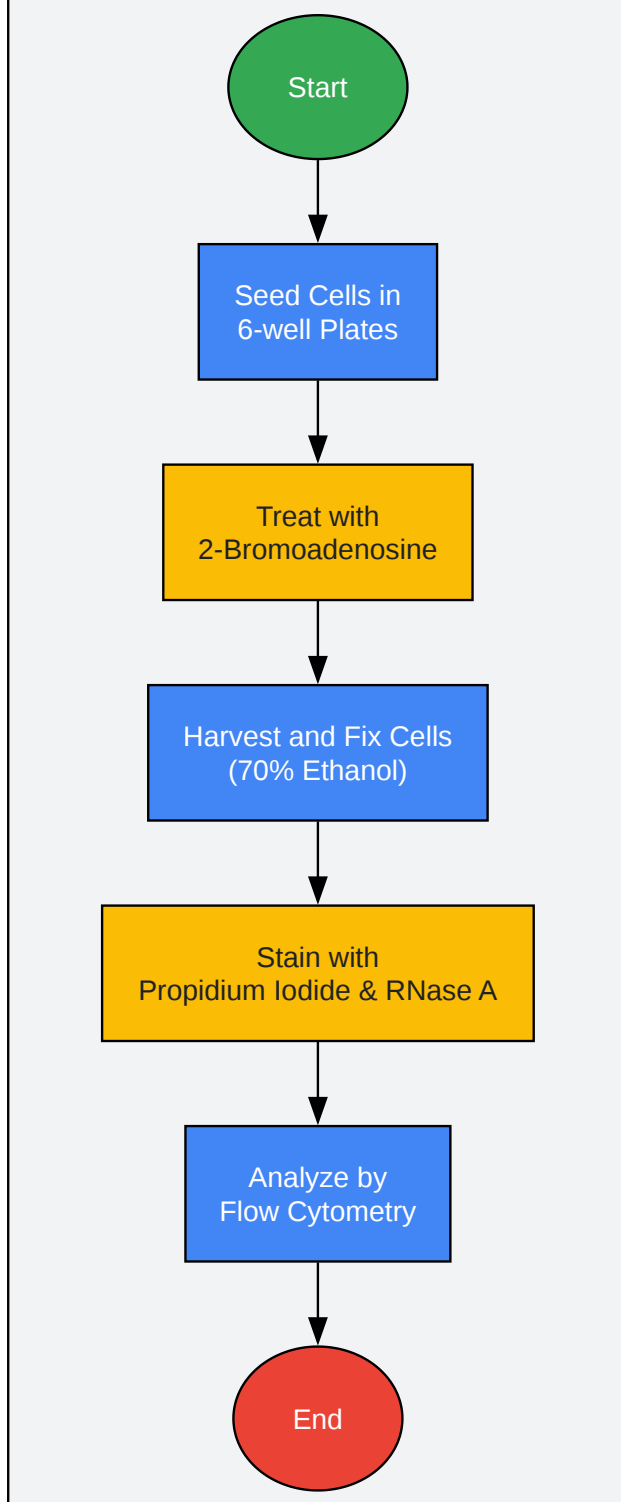 Start
Seed Cells in
6-well Plates
Treat with
2-Bromoadenosine
Harvest and Fix Cells
(70% Ethanol)
Stain with
Propidium Iodide & RNase A
Analyze by
Flow Cytometry
End